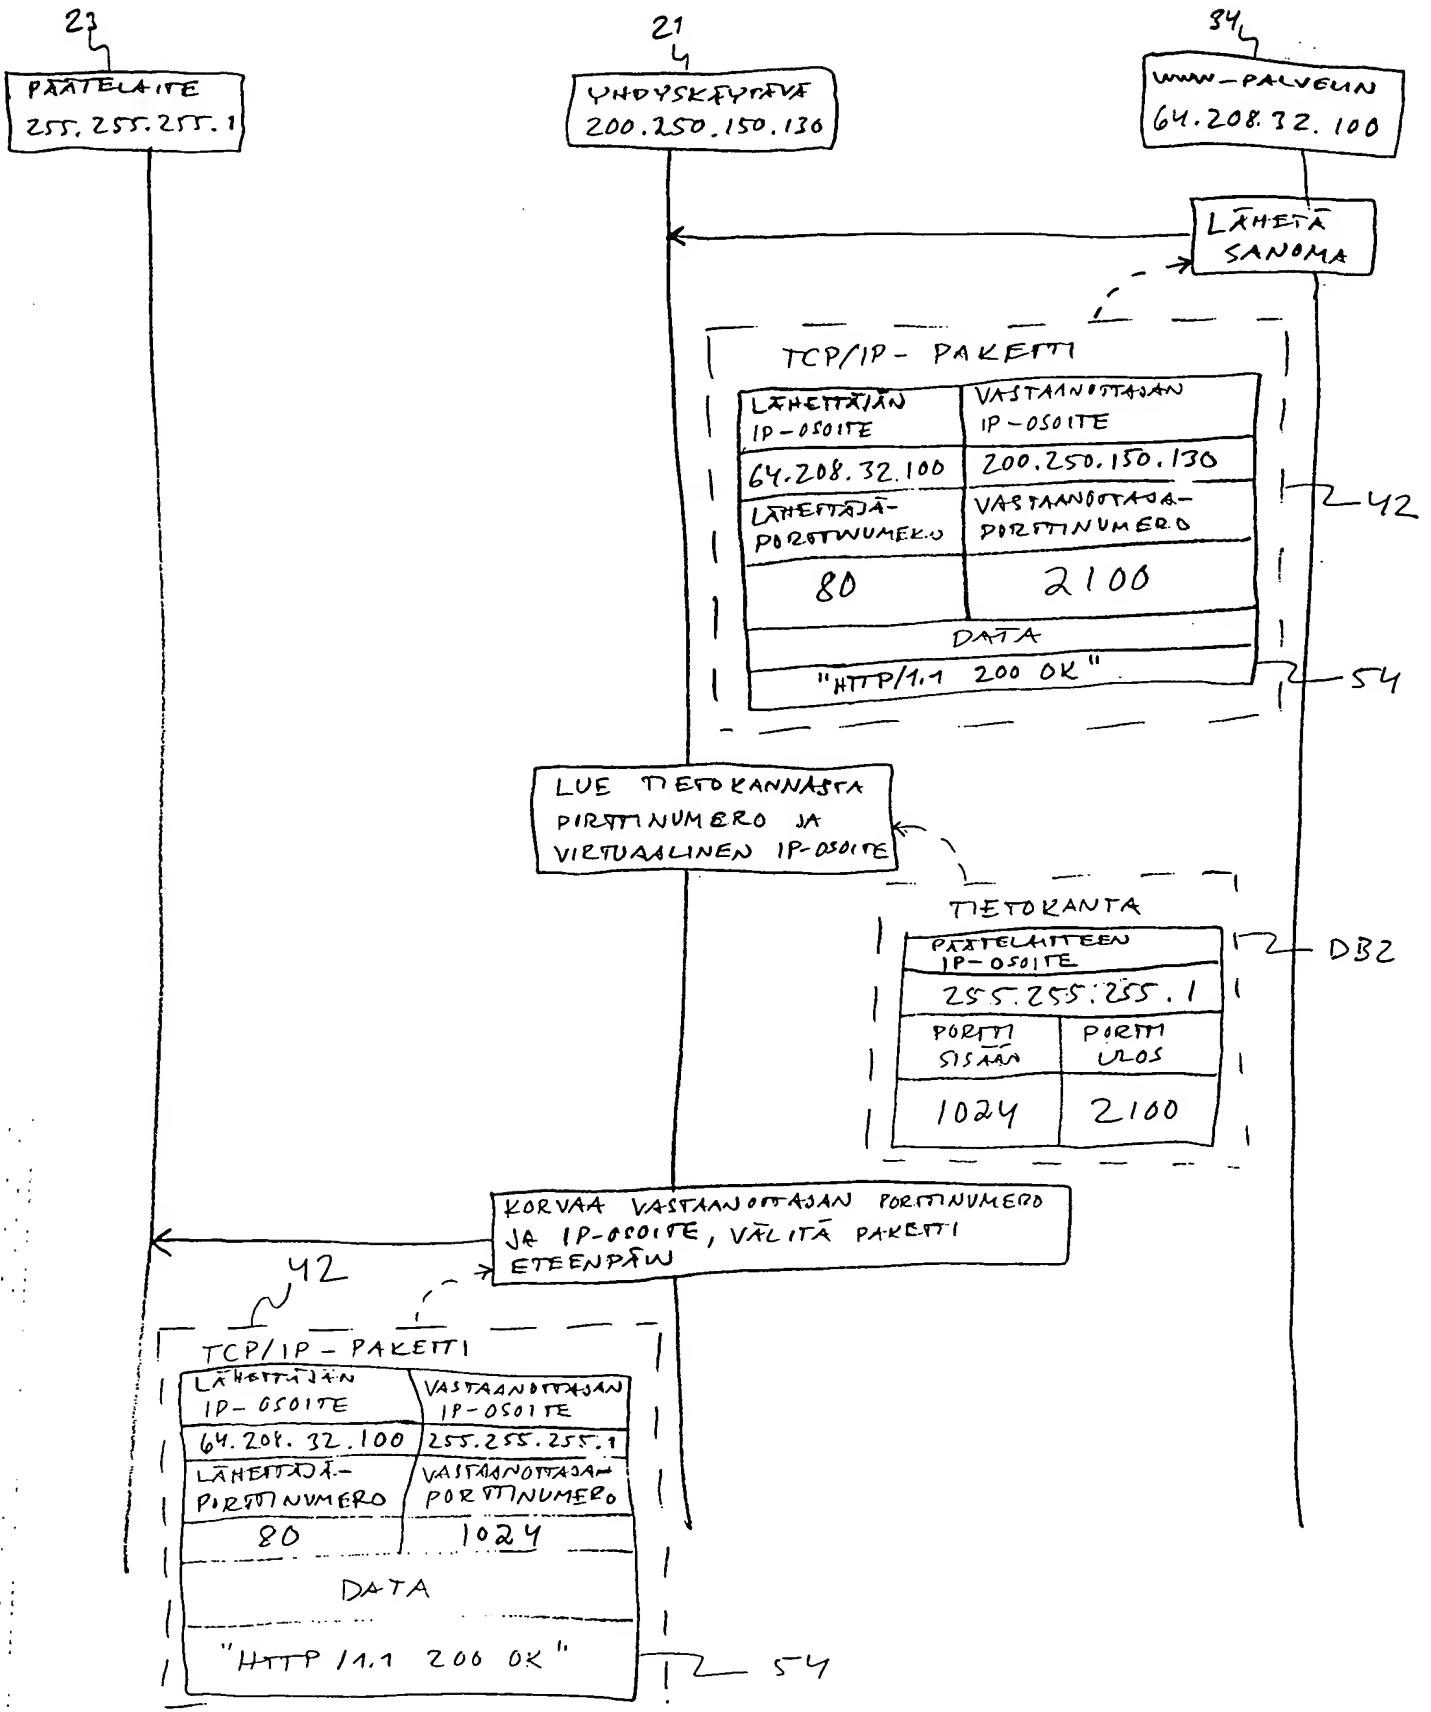 23
PÄÄTELAITE
255.255.255.1
21
YHDYSKÄYTÄVÄ
200.250.150.130
34
WWW-PALVELIN
64.208.32.100
LÄHETÄ
SANOMA
TCP/IP-PAKETTI
LÄHETTÄJÄN
IP-OSOITE
VASTAANOTTAJAN
IP-OSOITE
64.208.32.100
200.250.150.130
LÄHETTÄJÄ-
PORTTINUMERO
VASTAANOTTAJA-
PORTTINUMERO
80
2100
DATA
"HTTP/1.1 200 OK"
42
54
LUE TIETOKANNASTA
PORTTINUMERO JA
VIRTUAALINEN IP-OSOITE
TIETOKANTA
PÄÄTELAITTEEN
IP-OSOITE
255.255.255.1
PORTTI
SISÄÄN
PORTTI
ULOS
1024
2100
DB2
KORVAA VASTAANOTTAJAN PORTTINUMERO
JA IP-OSOITE, VÄLITÄ PAKETTI
ETEENPÄIN
42
TCP/IP-PAKETTI
LÄHETTÄJÄN
IP-OSOITE
VASTAANOTTAJAN
IP-OSOITE
64.208.32.100
255.255.255.1
LÄHETTÄJÄ-
PORTTINUMERO
VASTAANOTTAJAN
PORTTINUMERO
80
1024
DATA
"HTTP/1.1 200 OK"
54